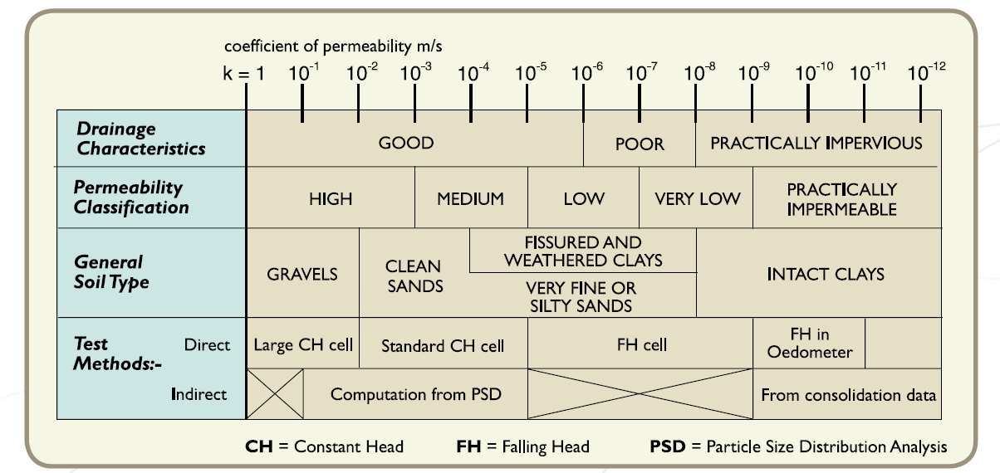 coefficient of permeability m/s
k = 1 10⁻¹ 10⁻² 10⁻³ 10⁻⁴ 10⁻⁵ 10⁻⁶ 10⁻⁷ 10⁻⁸ 10⁻⁹ 10⁻¹⁰ 10⁻¹¹ 10⁻¹²
Drainage
Characteristics
GOOD POOR PRACTICALLY IMPERVIOUS
Permeability
Classification
HIGH MEDIUM LOW VERY LOW
PRACTICALLY
IMPERMEABLE
General
Soil Type
GRAVELS
CLEAN
SANDS
FISSURED AND
WEATHERED CLAYS
VERY FINE OR
SILTY SANDS
INTACT CLAYS
Test
Methods:-
Direct
Large CH cell Standard CH cell FH cell
FH in
Oedometer
Indirect
Computation from PSD From consolidation data
CH = Constant Head FH = Falling Head PSD = Particle Size Distribution Analysis